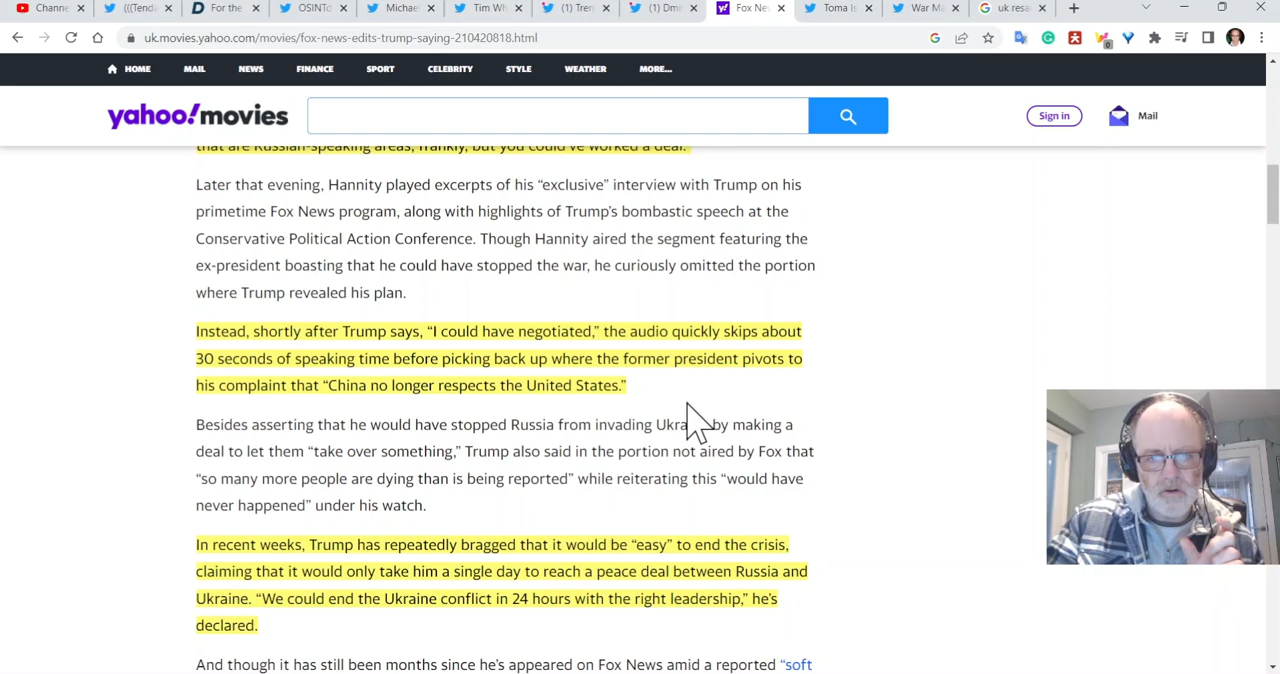 Channe
(((Tenda
For the
OSINTo
Michae
Tim Wh
(1) Tren
(1) Dmi
Fox Ne
Toma Is
War M
uk resa
uk.movies.yahoo.com/movies/fox-news-edits-trump-saying-210420818.html
0
HOME MAIL NEWS FINANCE SPORT CELEBRITY STYLE WEATHER MORE...
yahoo!movies
Sign in
Mail
that are Russian-speaking areas, frankly, but you could've worked a deal."
Later that evening, Hannity played excerpts of his “exclusive” interview with Trump on his
primetime Fox News program, along with highlights of Trump’s bombastic speech at the
Conservative Political Action Conference. Though Hannity aired the segment featuring the
ex-president boasting that he could have stopped the war, he curiously omitted the portion
where Trump revealed his plan.
Instead, shortly after Trump says, “I could have negotiated,” the audio quickly skips about
30 seconds of speaking time before picking back up where the former president pivots to
his complaint that “China no longer respects the United States.”
Besides asserting that he would have stopped Russia from invading Ukra by making a
deal to let them “take over something,” Trump also said in the portion not aired by Fox that
“so many more people are dying than is being reported” while reiterating this “would have
never happened” under his watch.
In recent weeks, Trump has repeatedly bragged that it would be “easy” to end the crisis,
claiming that it would only take him a single day to reach a peace deal between Russia and
Ukraine. “We could end the Ukraine conflict in 24 hours with the right leadership,” he’s
declared.
And though it has still been months since he’s appeared on Fox News amid a reported “soft